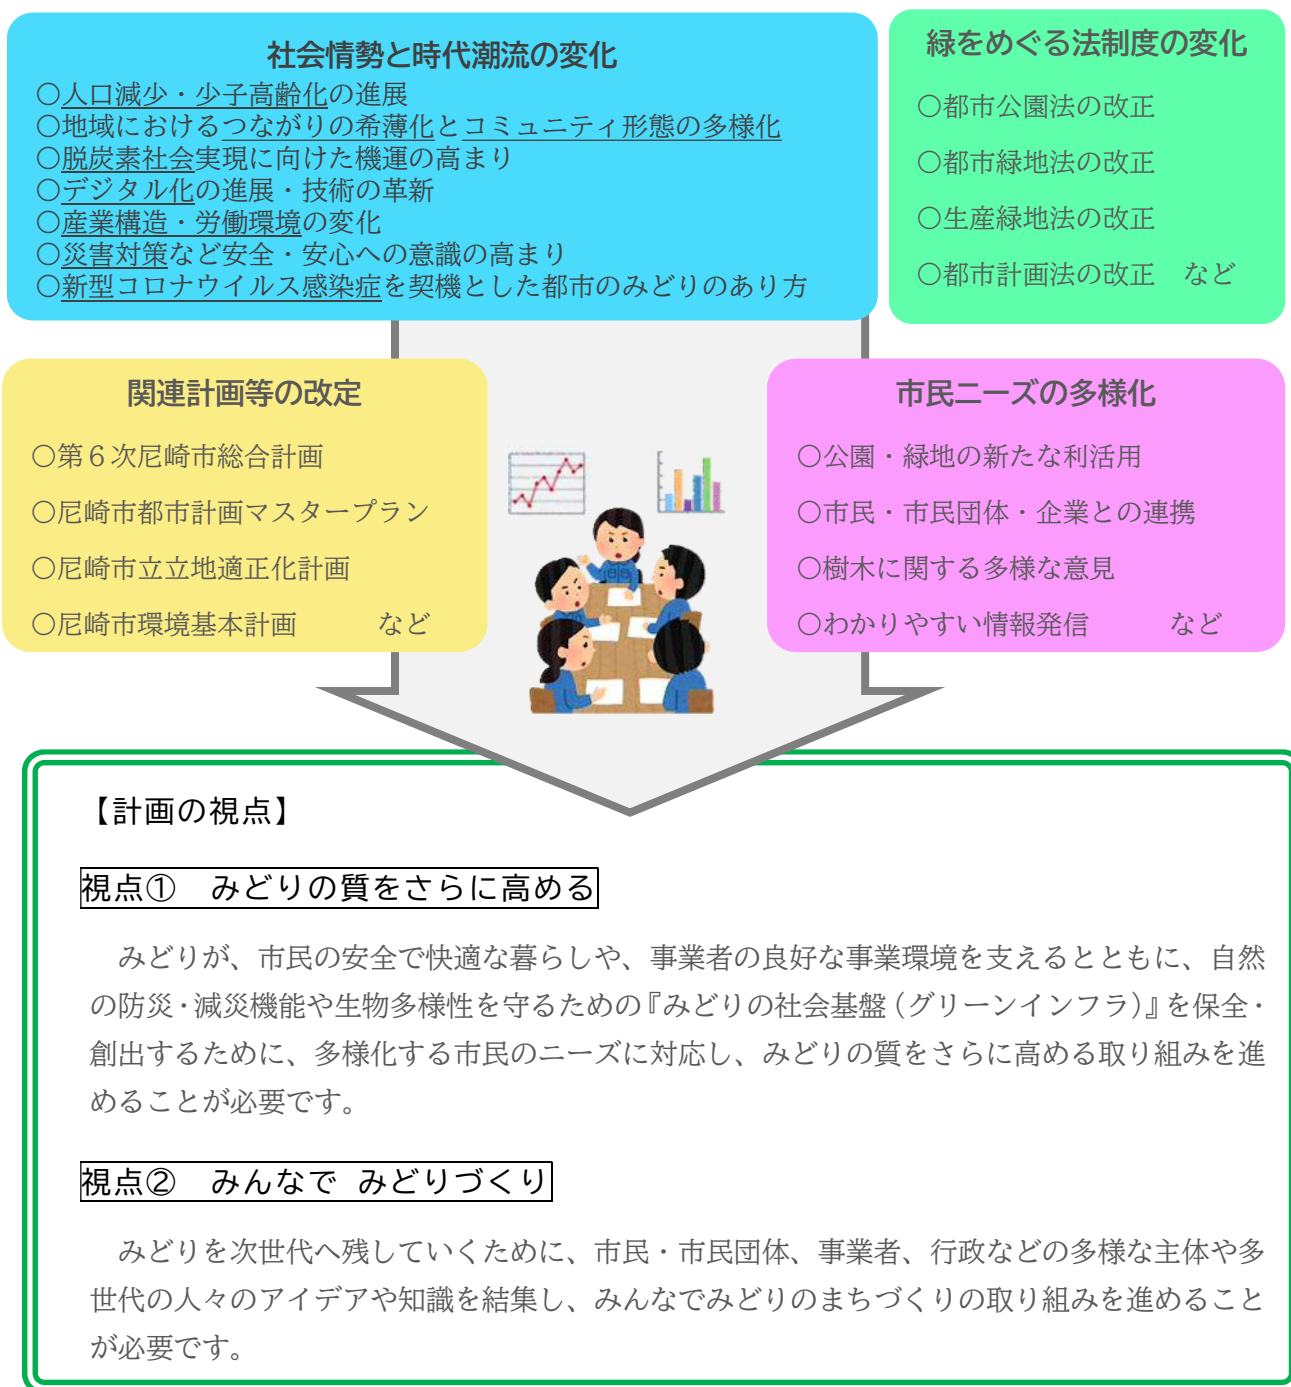 社会情勢と時代潮流の変化
○人口減少・少子高齢化の進展
○地域におけるつながりの希薄化とコミュニティ形態の多様化
○脱炭素社会実現に向けた機運の高まり
○デジタル化の進展・技術の革新
○産業構造・労働環境の変化
○災害対策など安全・安心への意識の高まり
○新型コロナウイルス感染症を契機とした都市のみどりのあり方
緑をめぐる法制度の変化
○都市公園法の改正
○都市緑地法の改正
○生産緑地法の改正
○都市計画法の改正　など
関連計画等の改定
○第６次尼崎市総合計画
○尼崎市都市計画マスタープラン
○尼崎市立立地適正化計画
○尼崎市環境基本計画　　　など
市民ニーズの多様化
○公園・緑地の新たな利活用
○市民・市民団体・企業との連携
○樹木に関する多様な意見
○わかりやすい情報発信　　　など
【計画の視点】
視点①　みどりの質をさらに高める
みどりが、市民の安全で快適な暮らしや、事業者の良好な事業環境を支えるとともに、自然
の防災・減災機能や生物多様性を守るための『みどりの社会基盤（グリーンインフラ）』を保全・
創出するために、多様化する市民のニーズに対応し、みどりの質をさらに高める取り組みを進
めることが必要です。
視点②　みんなで みどりづくり
みどりを次世代へ残していくために、市民・市民団体、事業者、行政などの多様な主体や多
世代の人々のアイデアや知識を結集し、みんなでみどりのまちづくりの取り組みを進めること
が必要です。